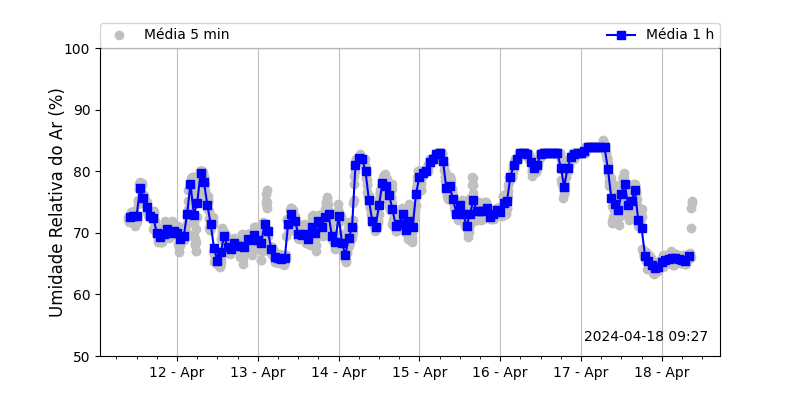 Média 5 min
Média 1 h
Umidade Relativa do Ar (%)
100
90
80
70
60
50
2024-04-18 09:27
12 - Apr
13 - Apr
14 - Apr
15 - Apr
16 - Apr
17 - Apr
18 - Apr